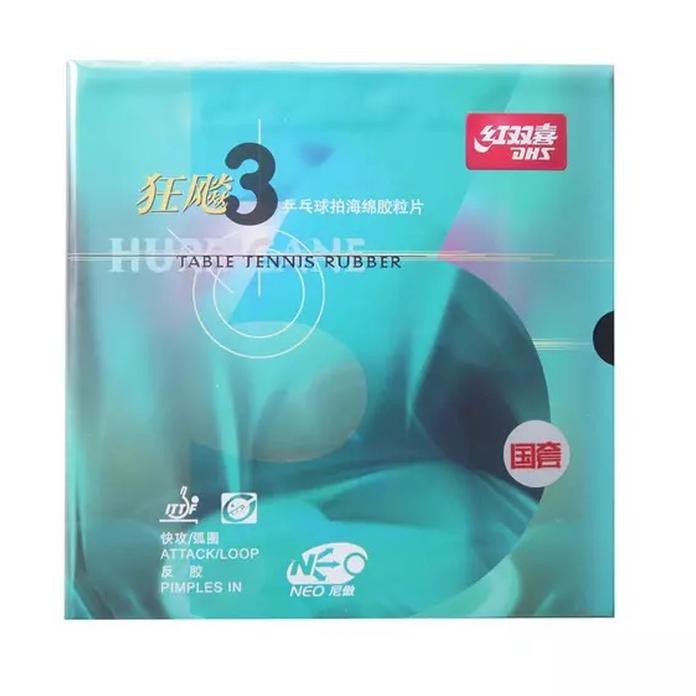 红双喜
DHS
狂飚3 乒乓球拍海绵胶粒片
HURRICANE
TABLE TENNIS RUBBER
国套
ITTF
快攻/弧圈
ATTACK/LOOP
反 胶
PIMPLES IN
NEO
NEO 尼傲